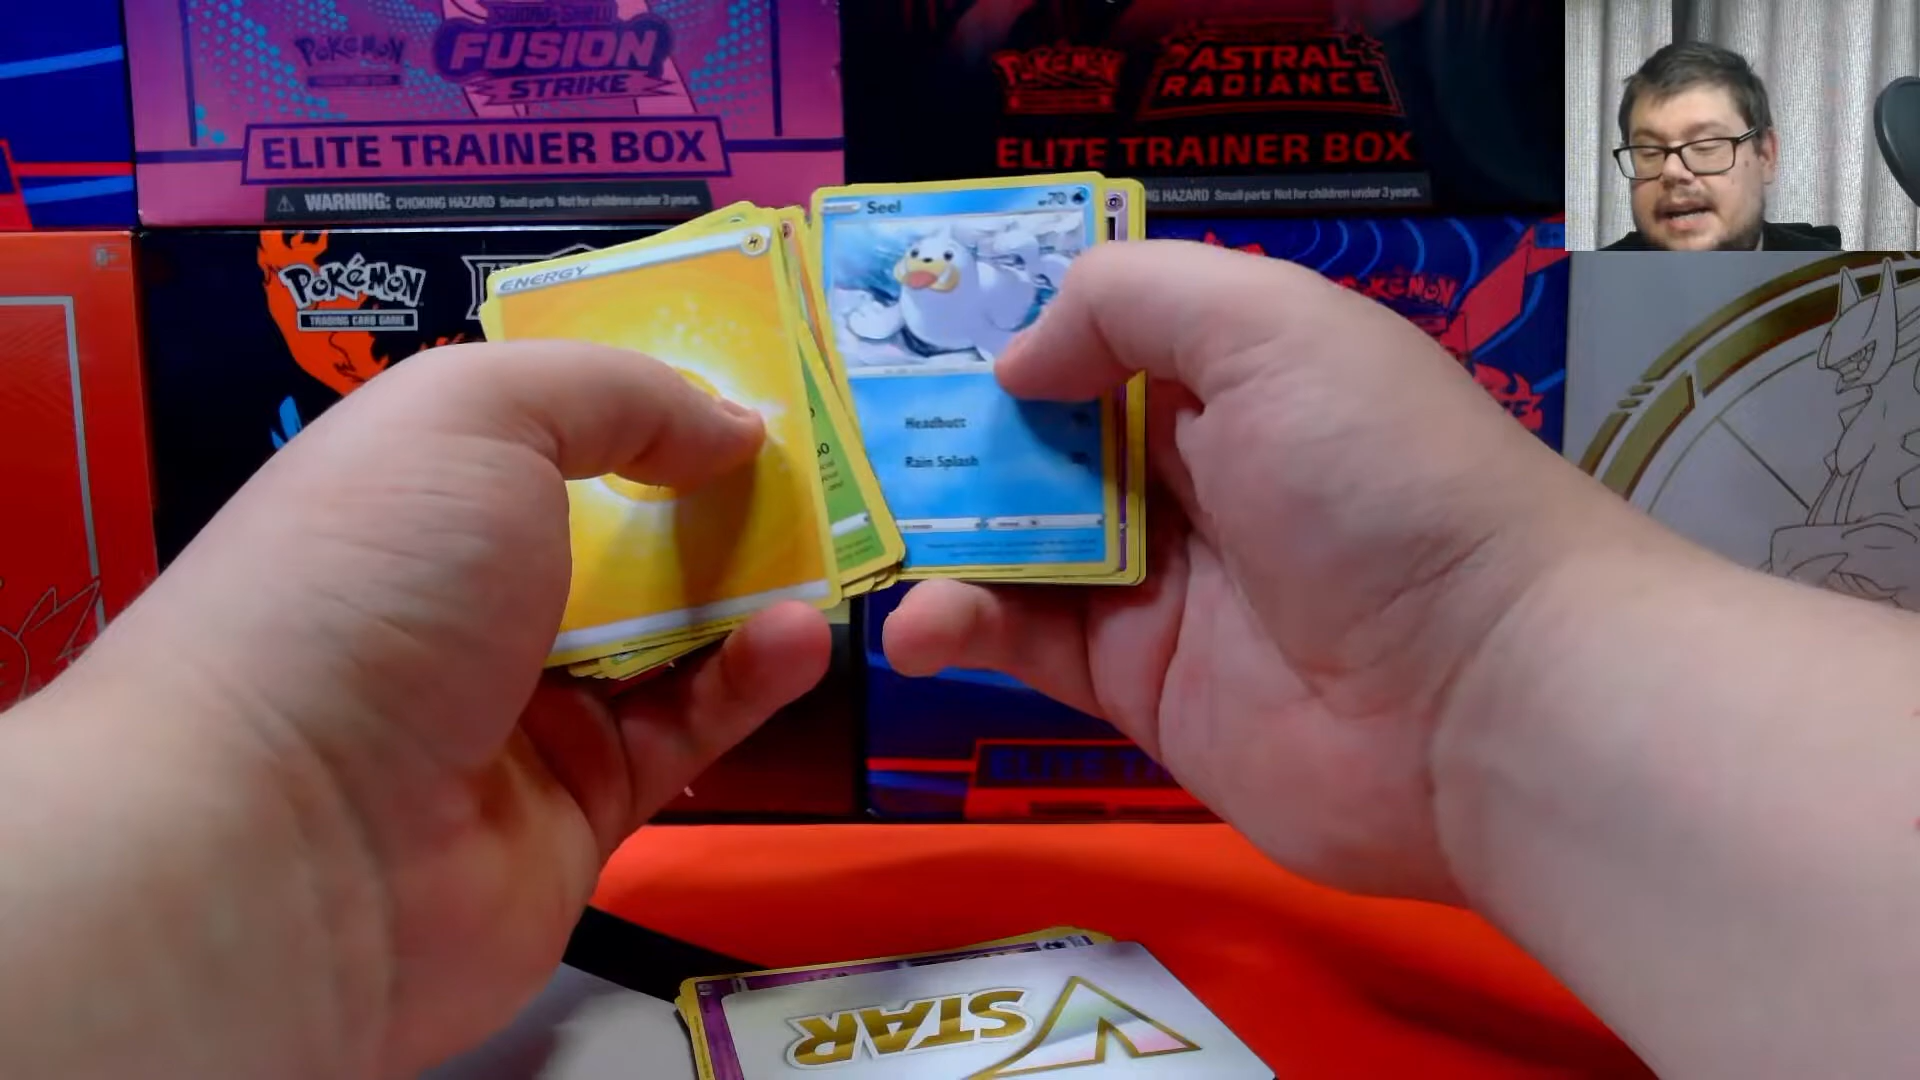 POKÉMON
FUSION
STRIKE
ELITE TRAINER BOX
WARNING: CHOKING HAZARD Small parts Not for children under 3 years.
POKÉMON
ASTRAL
RADIANCE
ELITE TRAINER BOX
HAZARD Small parts Not for children under 3 years.
POKÉMON
TRADING CARD GAME
ENERGY
Seel
70
Headbutt
Rain Splash
POKÉMON
ELITE T
V STAR